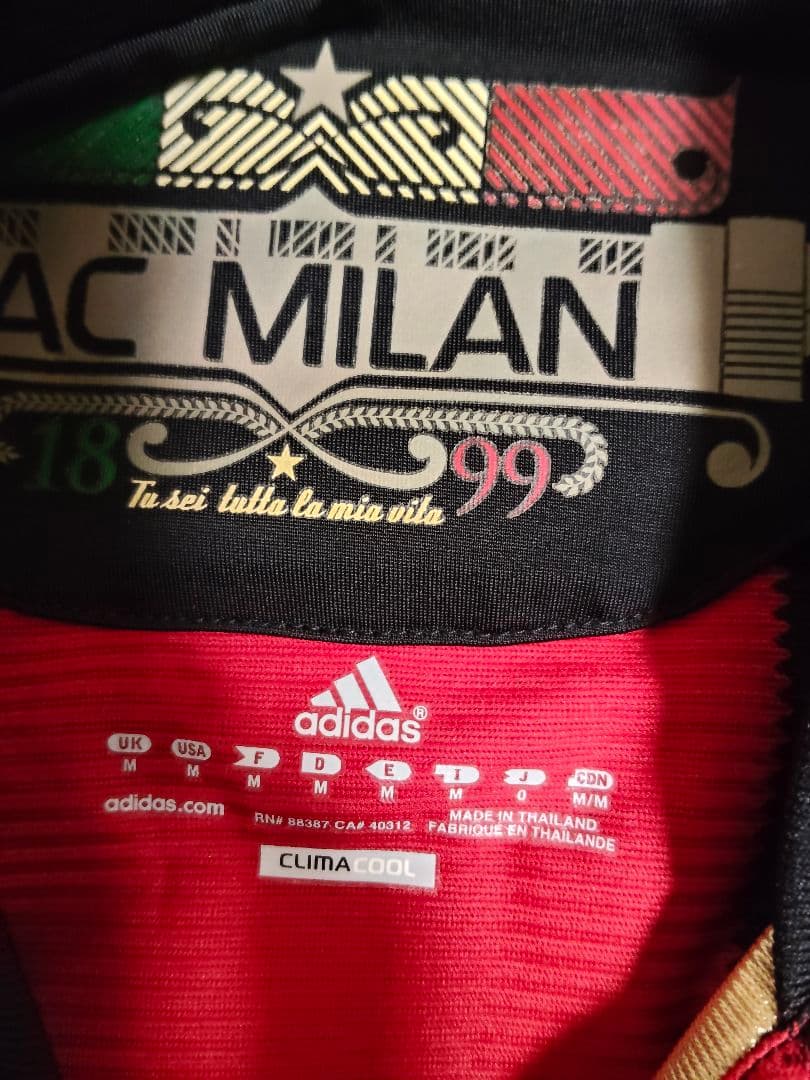 AC MILAN
18 99
Tu sei tutta la mia vita
adidas®
UK USA F D E I J CDN
M M M M M M O M/M
adidas.com RN# 88387 CA# 40312 MADE IN THAILAND
FABRIQUÉ EN THAILANDE
CLIMACOOL